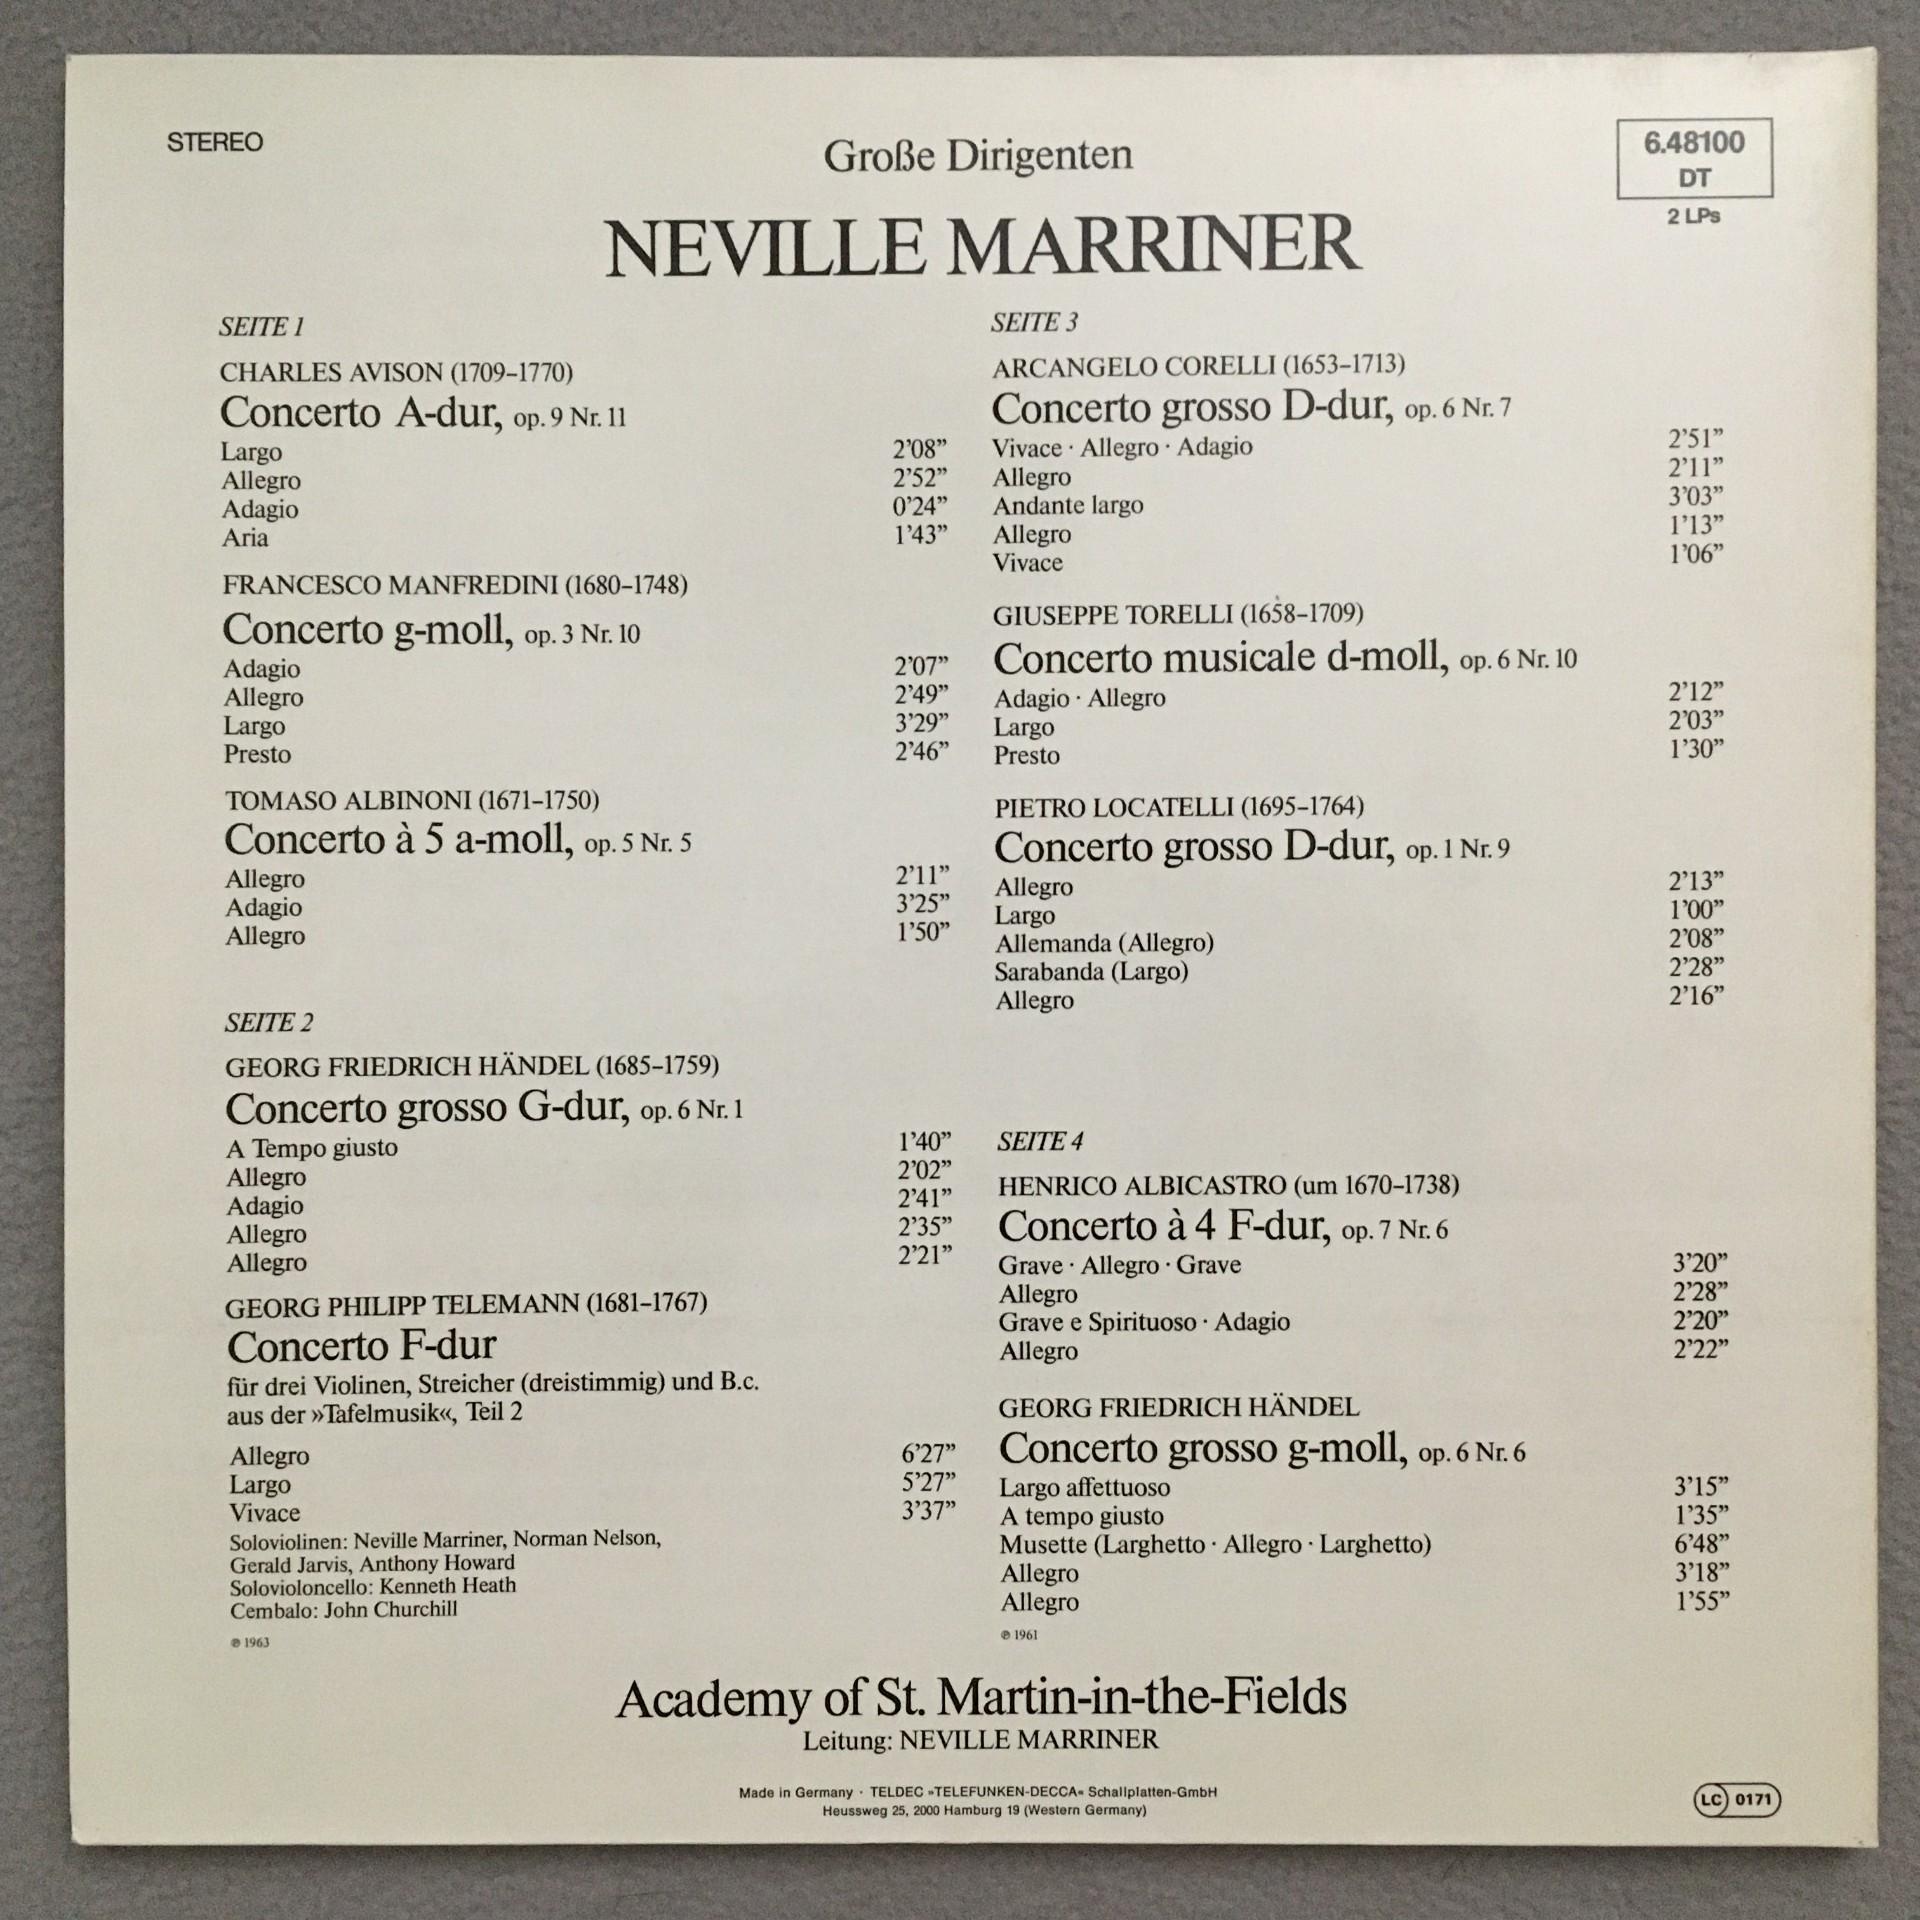 STEREO
Große Dirigenten
6.48100
DT
2 LPs
NEVILLE MARRINER
SEITE 1
CHARLES AVISON (1709–1770)
Concerto A-dur, op. 9 Nr. 11
Largo 2’08”
Allegro 2’52”
Adagio 0’24”
Aria 1’43”
FRANCESCO MANFREDINI (1680–1748)
Concerto g-moll, op. 3 Nr. 10
Adagio 2’07”
Allegro 2’49”
Largo 3’29”
Presto 2’46”
TOMASO ALBINONI (1671–1750)
Concerto à 5 a-moll, op. 5 Nr. 5
Allegro 2’11”
Adagio 3’25”
Allegro 1’50”
SEITE 2
GEORG FRIEDRICH HÄNDEL (1685–1759)
Concerto grosso G-dur, op. 6 Nr. 1
A Tempo giusto 1’40”
Allegro 2’02”
Adagio 2’41”
Allegro 2’35”
Allegro 2’21”
GEORG PHILIPP TELEMANN (1681–1767)
Concerto F-dur
für drei Violinen, Streicher (dreistimmig) und B.c.
aus der »Tafelmusik«, Teil 2
Allegro 6’27”
Largo 5’27”
Vivace 3’37”
Soloviolinen: Neville Marriner, Norman Nelson,
Gerald Jarvis, Anthony Howard
Solovioloncello: Kenneth Heath
Cembalo: John Churchill
℗ 1963
SEITE 3
ARCANGELO CORELLI (1653–1713)
Concerto grosso D-dur, op. 6 Nr. 7
Vivace · Allegro · Adagio 2’51”
Allegro 2’11”
Andante largo 3’03”
Allegro 1’13”
Vivace 1’06”
GIUSEPPE TORELLI (1658–1709)
Concerto musicale d-moll, op. 6 Nr. 10
Adagio · Allegro 2’12”
Largo 2’03”
Presto 1’30”
PIETRO LOCATELLI (1695–1764)
Concerto grosso D-dur, op. 1 Nr. 9
Allegro 2’13”
Largo 1’00”
Allemanda (Allegro) 2’08”
Sarabanda (Largo) 2’28”
Allegro 2’16”
SEITE 4
HENRICO ALBICASTRO (um 1670–1738)
Concerto à 4 F-dur, op. 7 Nr. 6
Grave · Allegro · Grave 3’20”
Allegro 2’28”
Grave e Spirituoso · Adagio 2’20”
Allegro 2’22”
GEORG FRIEDRICH HÄNDEL
Concerto grosso g-moll, op. 6 Nr. 6
Largo affettuoso 3’15”
A tempo giusto 1’35”
Musette (Larghetto · Allegro · Larghetto) 6’48”
Allegro 3’18”
Allegro 1’55”
℗ 1961
Academy of St. Martin-in-the-Fields
Leitung: NEVILLE MARRINER
Made in Germany · TELDEC »TELEFUNKEN-DECCA« Schallplatten-GmbH
Heussweg 25, 2000 Hamburg 19 (Western Germany)
LC 0171